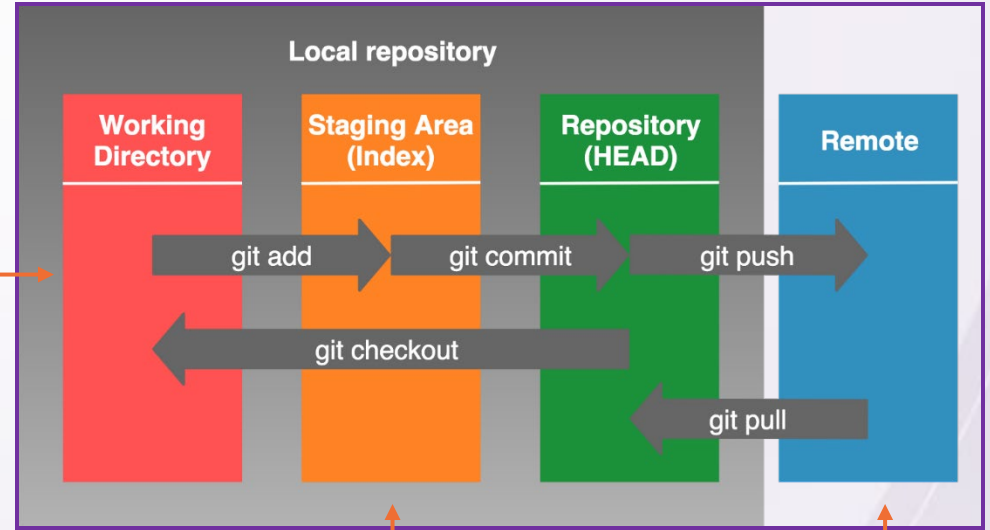 Local repository
Working
Directory
Staging Area
(Index)
Repository
(HEAD)
Remote
git add
git commit
git push
git checkout
git pull